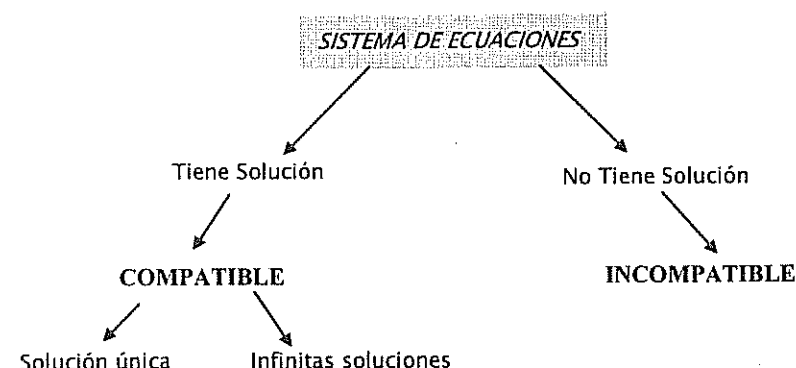 SISTEMA DE ECUACIONES
Tiene Solución
No Tiene Solución
COMPATIBLE
INCOMPATIBLE
Solución única
Infinitas soluciones